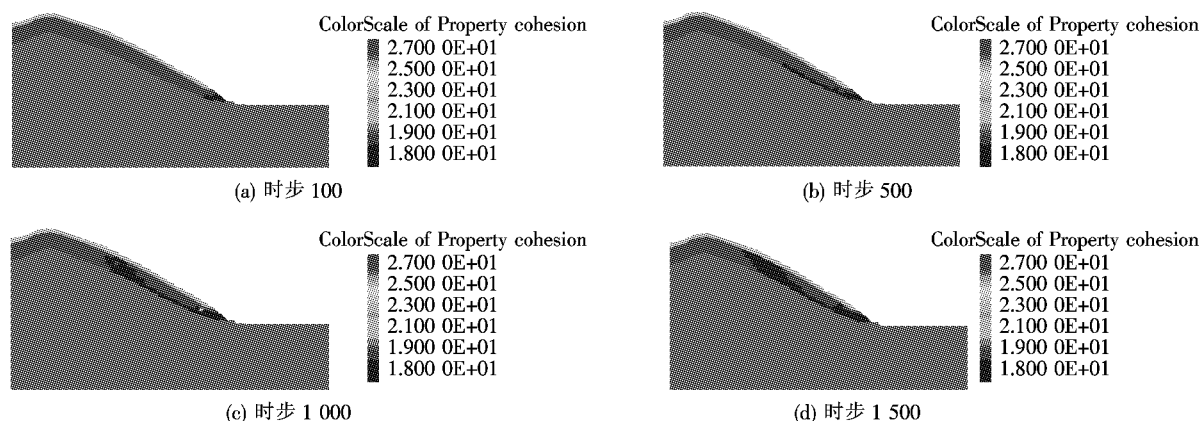 ColorScale of Property cohesion
2.700 0E+01
2.500 0E+01
2.300 0E+01
2.100 0E+01
1.900 0E+01
1.800 0E+01
(a) 时步 100
ColorScale of Property cohesion
2.700 0E+01
2.500 0E+01
2.300 0E+01
2.100 0E+01
1.900 0E+01
1.800 0E+01
(b) 时步 500
ColorScale of Property cohesion
2.700 0E+01
2.500 0E+01
2.300 0E+01
2.100 0E+01
1.900 0E+01
1.800 0E+01
(c) 时步 1 000
ColorScale of Property cohesion
2.700 0E+01
2.500 0E+01
2.300 0E+01
2.100 0E+01
1.900 0E+01
1.800 0E+01
(d) 时步 1 500